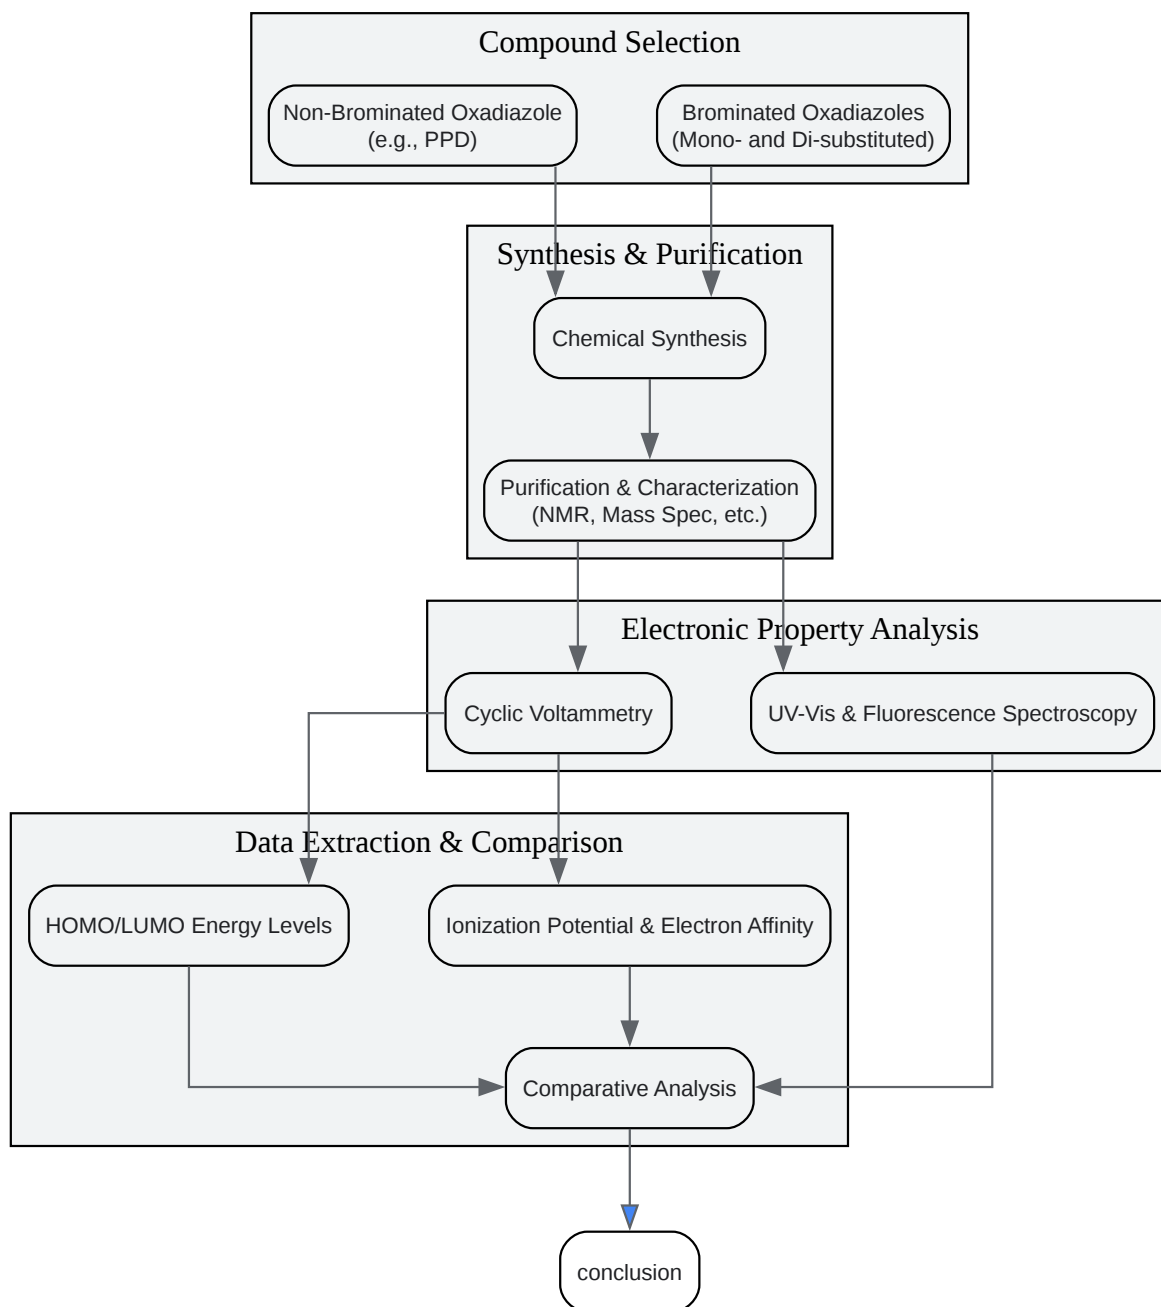 Compound Selection
Non-Brominated Oxadiazole
(e.g., PPD)
Brominated Oxadiazoles
(Mono- and Di-substituted)
Synthesis & Purification
Chemical Synthesis
Purification & Characterization
(NMR, Mass Spec, etc.)
Electronic Property Analysis
Cyclic Voltammetry
UV-Vis & Fluorescence Spectroscopy
Data Extraction & Comparison
HOMO/LUMO Energy Levels
Ionization Potential & Electron Affinity
Comparative Analysis
conclusion